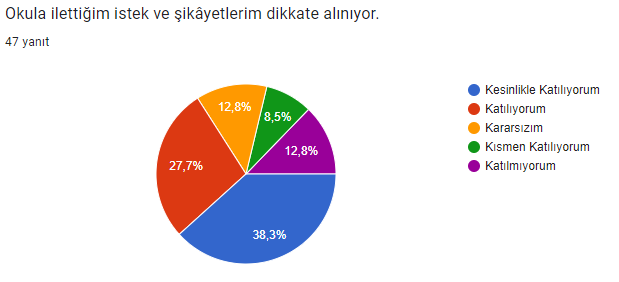 Okula ilettiğim istek ve şikâyetlerim dikkate alınıyor.
47 yanıt
12,8%
8,5%
27,7%
12,8%
38,3%
Kesinlikle Katılıyorum
Katılıyorum
Kararsızım
Kısmen Katılıyorum
Katılmıyorum